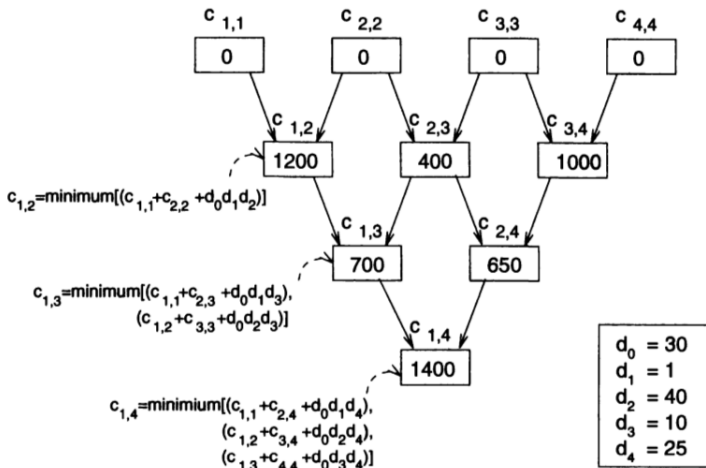 c 1,1 c 2,2 c 3,3 c 4,4
0 0 0 0
c 1,2 c 2,3 c 3,4
1200 400 1000
c1,2=minimum[(c1,1+c2,2 +d0d1d2)]
c 1,3 c 2,4
700 650
c1,3=minimum[(c1,1+c2,3 +d0d1d3),
(c1,2+c3,3+d0d2d3)]
c 1,4
1400
c1,4=minimium[(c1,1+c2,4 +d0d1d4),
(c1,2+c3,4+d0d2d4),
(c1,3+c4,4+d0d3d4)]
d0 = 30
d1 = 1
d2 = 40
d3 = 10
d4 = 25